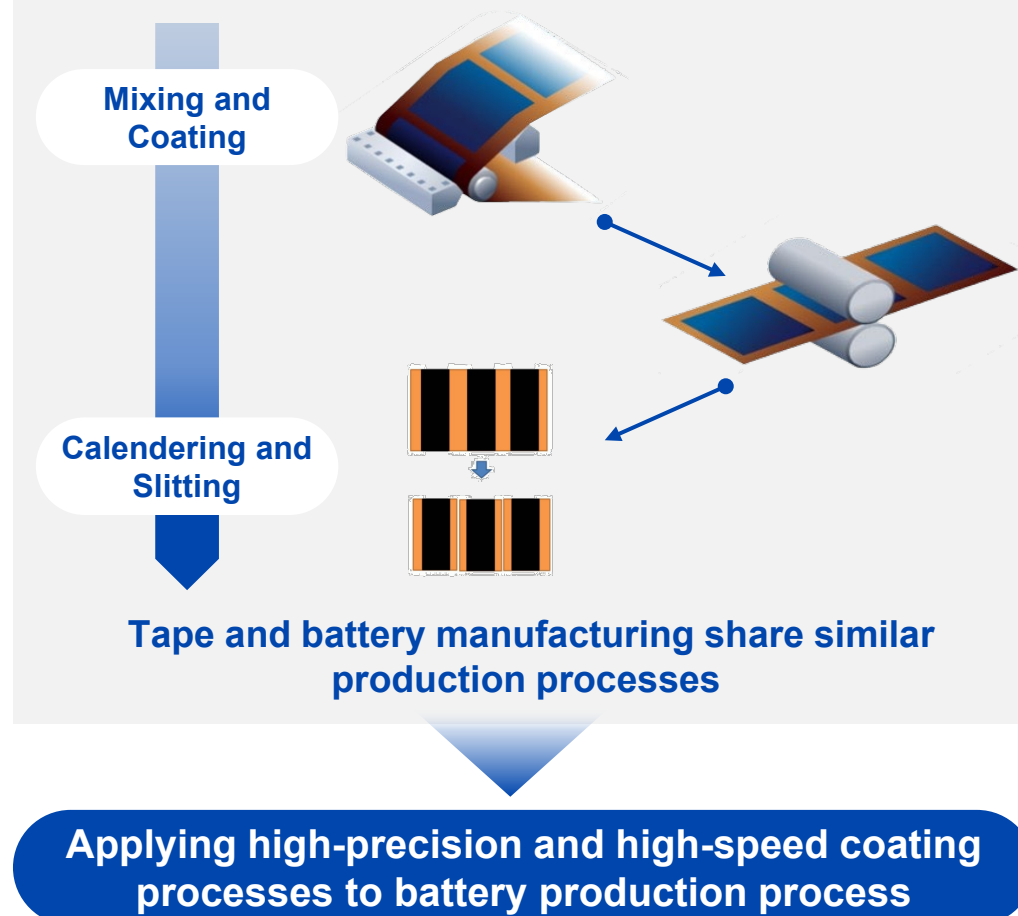 Mixing and
Coating
Calendering and
Slitting
Tape and battery manufacturing share similar
production processes
Applying high-precision and high-speed coating
processes to battery production process